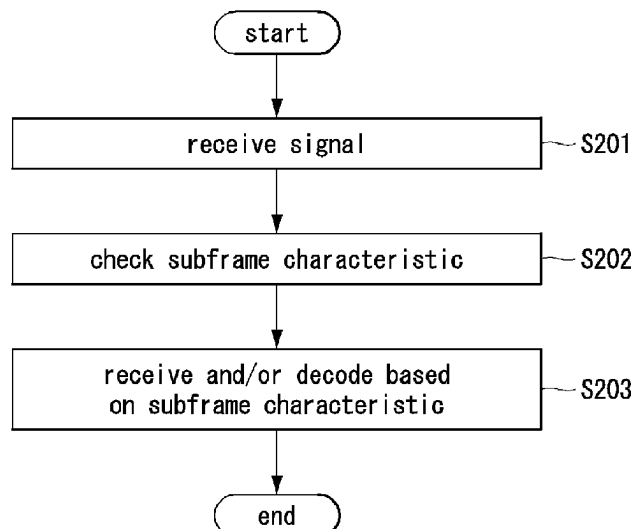 start
receive signal
S201
check subframe characteristic
S202
receive and/or decode based
on subframe characteristic
S203
end